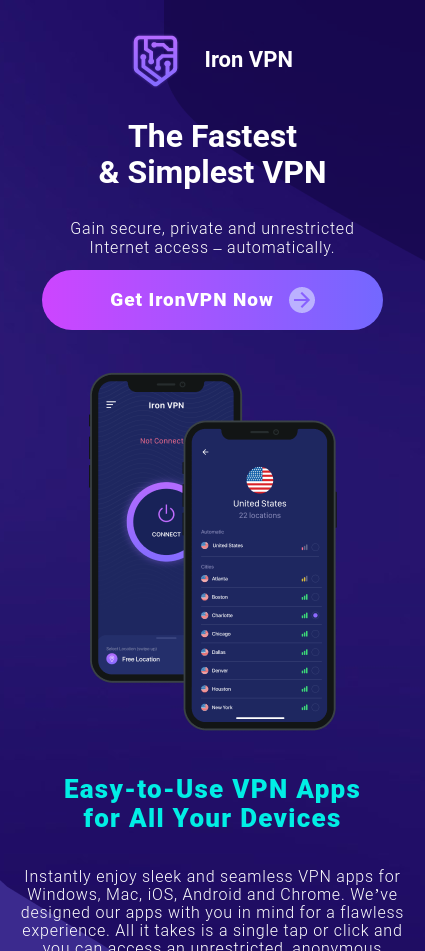 Iron VPN
The Fastest
& Simplest VPN
Gain secure, private and unrestricted
Internet access – automatically.
Get IronVPN Now
Iron VPN
Not Connect
CONNECT
Select Location (swipe up)
Free Location
United States
22 locations
Automatic
United States
Cities
Atlanta
Boston
Charlotte
Chicago
Dallas
Denver
Houston
New York
Easy-to-Use VPN Apps
for All Your Devices
Instantly enjoy sleek and seamless VPN apps for
Windows, Mac, iOS, Android and Chrome. We’ve
designed our apps with you in mind for a flawless
experience. All it takes is a single tap or click and
you can access an unrestricted, anonymous